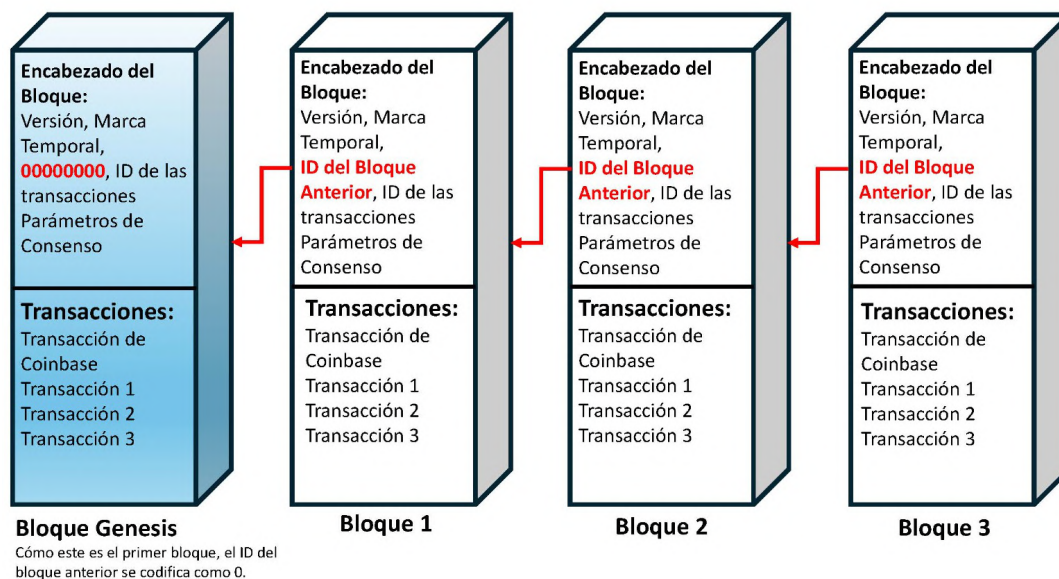 Encabezado del
Bloque:
Versión, Marca
Temporal,
00000000, ID de las
transacciones
Parámetros de
Consenso
Transacciones:
Transacción de
Coinbase
Transacción 1
Transacción 2
Transacción 3
Bloque Genesis
Cómo este es el primer bloque, el ID del
bloque anterior se codifica como 0.
Encabezado del
Bloque:
Versión, Marca
Temporal,
ID del Bloque
Anterior, ID de las
transacciones
Parámetros de
Consenso
Transacciones:
Transacción de
Coinbase
Transacción 1
Transacción 2
Transacción 3
Bloque 1
Encabezado del
Bloque:
Versión, Marca
Temporal,
ID del Bloque
Anterior, ID de las
transacciones
Parámetros de
Consenso
Transacciones:
Transacción de
Coinbase
Transacción 1
Transacción 2
Transacción 3
Bloque 2
Encabezado del
Bloque:
Versión, Marca
Temporal,
ID del Bloque
Anterior, ID de las
transacciones
Parámetros de
Consenso
Transacciones:
Transacción de
Coinbase
Transacción 1
Transacción 2
Transacción 3
Bloque 3